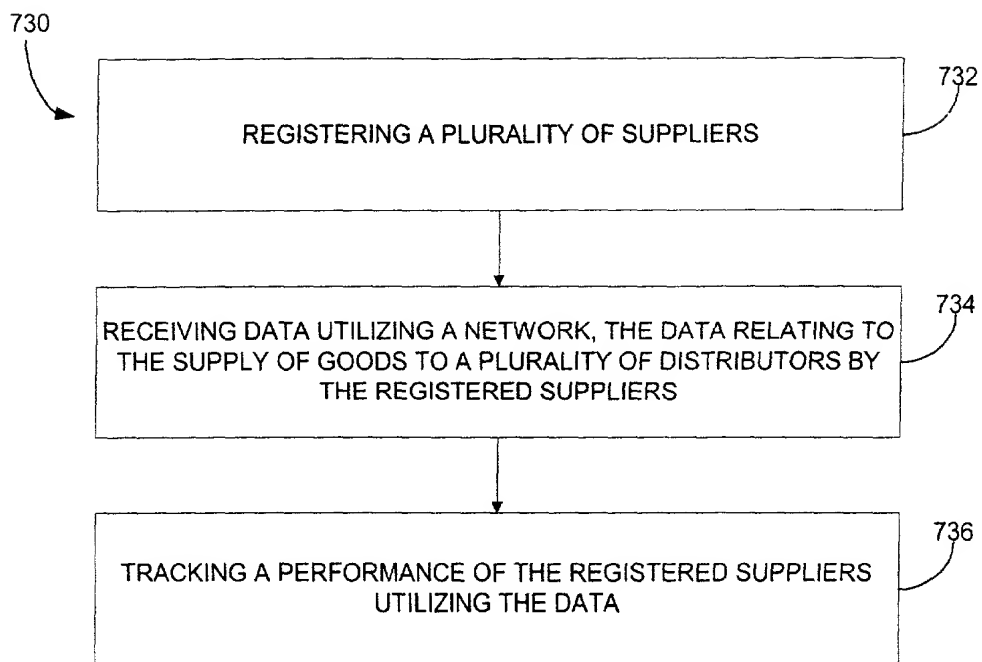 730
732
REGISTERING A PLURALITY OF SUPPLIERS
734
RECEIVING DATA UTILIZING A NETWORK, THE DATA RELATING TO
THE SUPPLY OF GOODS TO A PLURALITY OF DISTRIBUTORS BY
THE REGISTERED SUPPLIERS
736
TRACKING A PERFORMANCE OF THE REGISTERED SUPPLIERS
UTILIZING THE DATA